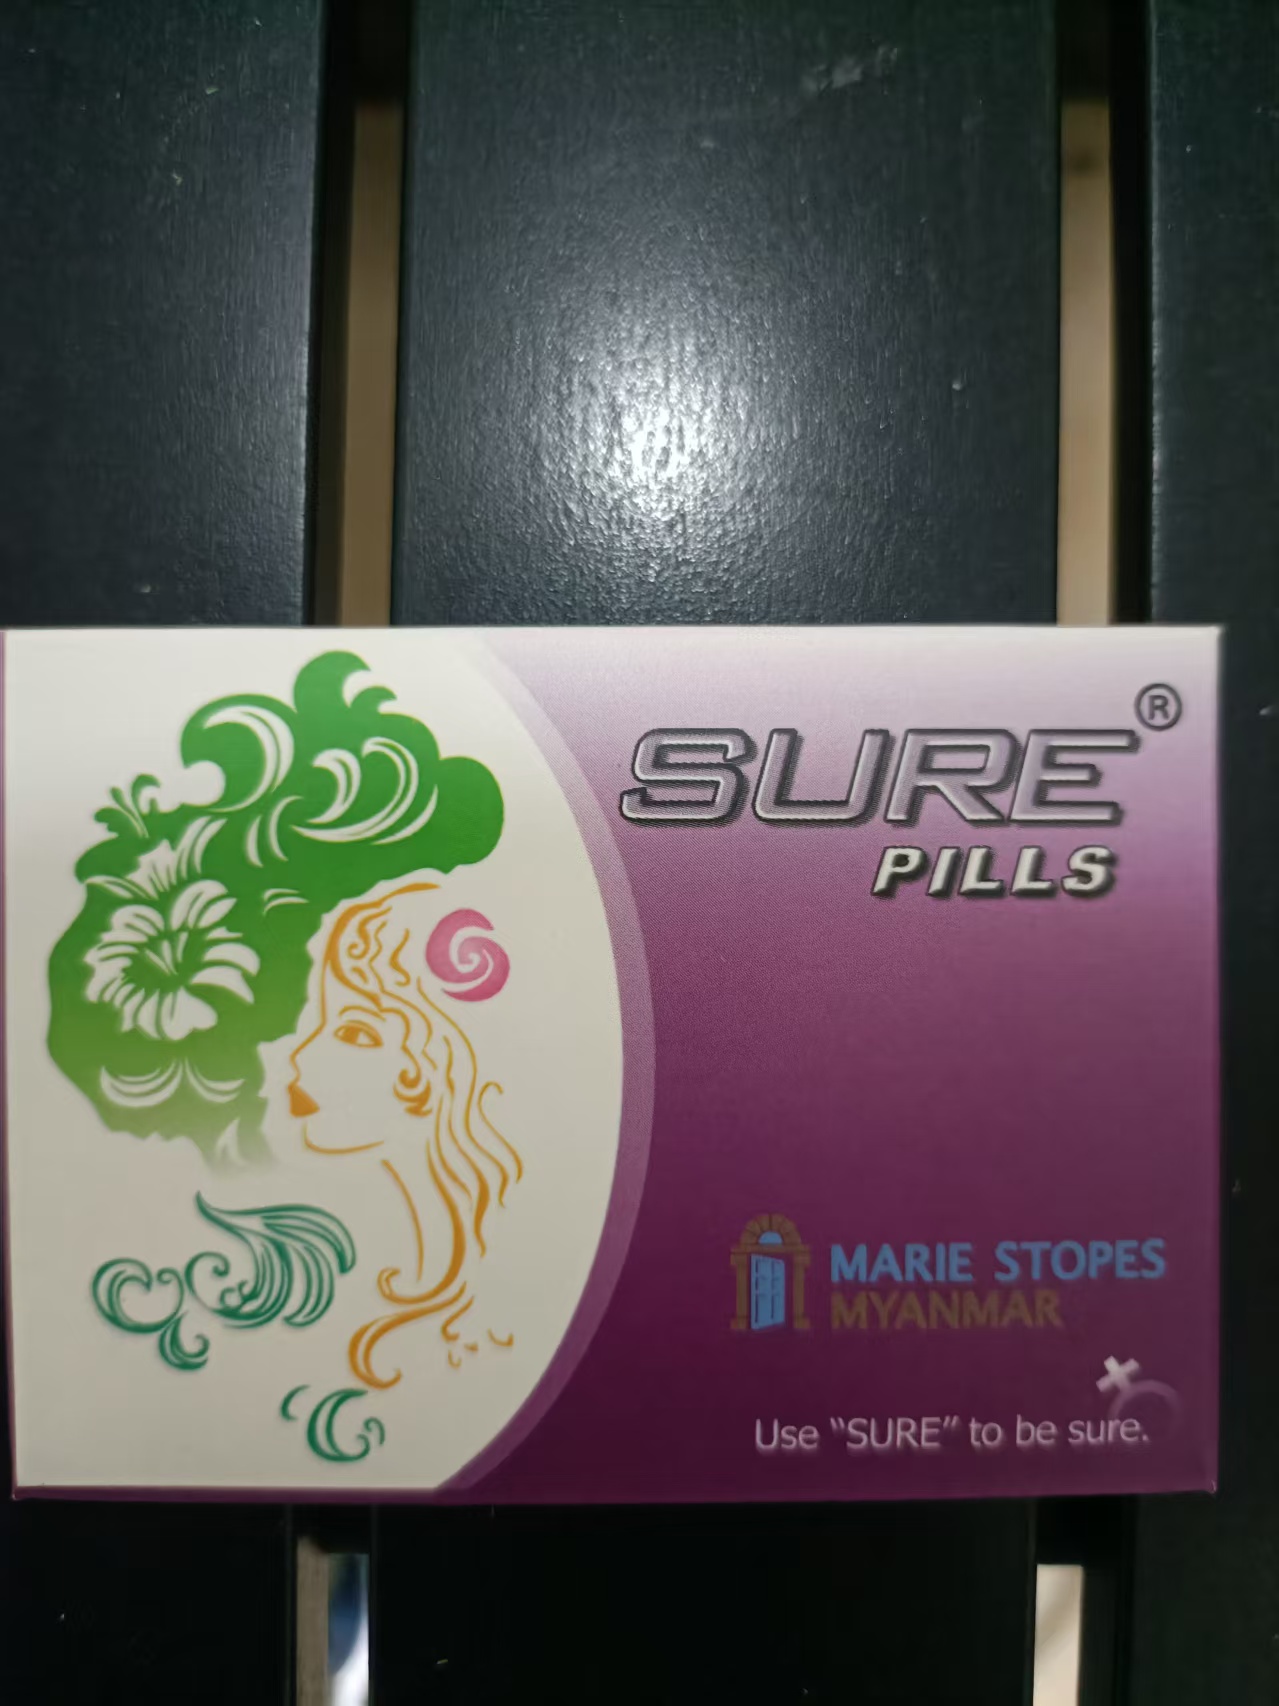 SURE®
PILLS
MARIE STOPES
MYANMAR
Use “SURE” to be sure.